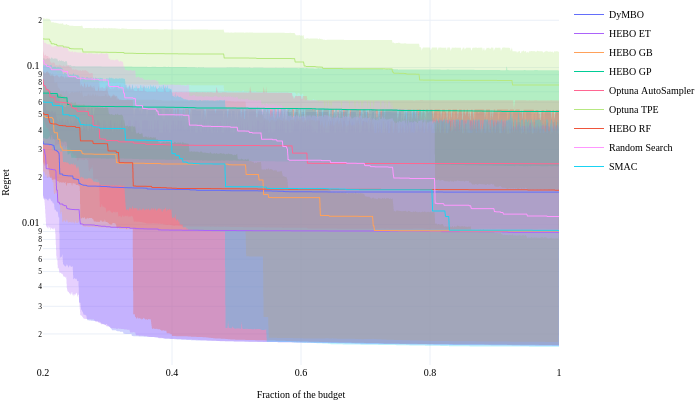 2
0.1
9
8
7
6
5
4
3
2
0.01
9
8
7
6
5
4
3
2
0.2
0.4
0.6
0.8
1
Fraction of the budget
Regret
DyMBO
HEBO ET
HEBO GB
HEBO GP
Optuna AutoSampler
Optuna TPE
HEBO RF
Random Search
SMAC